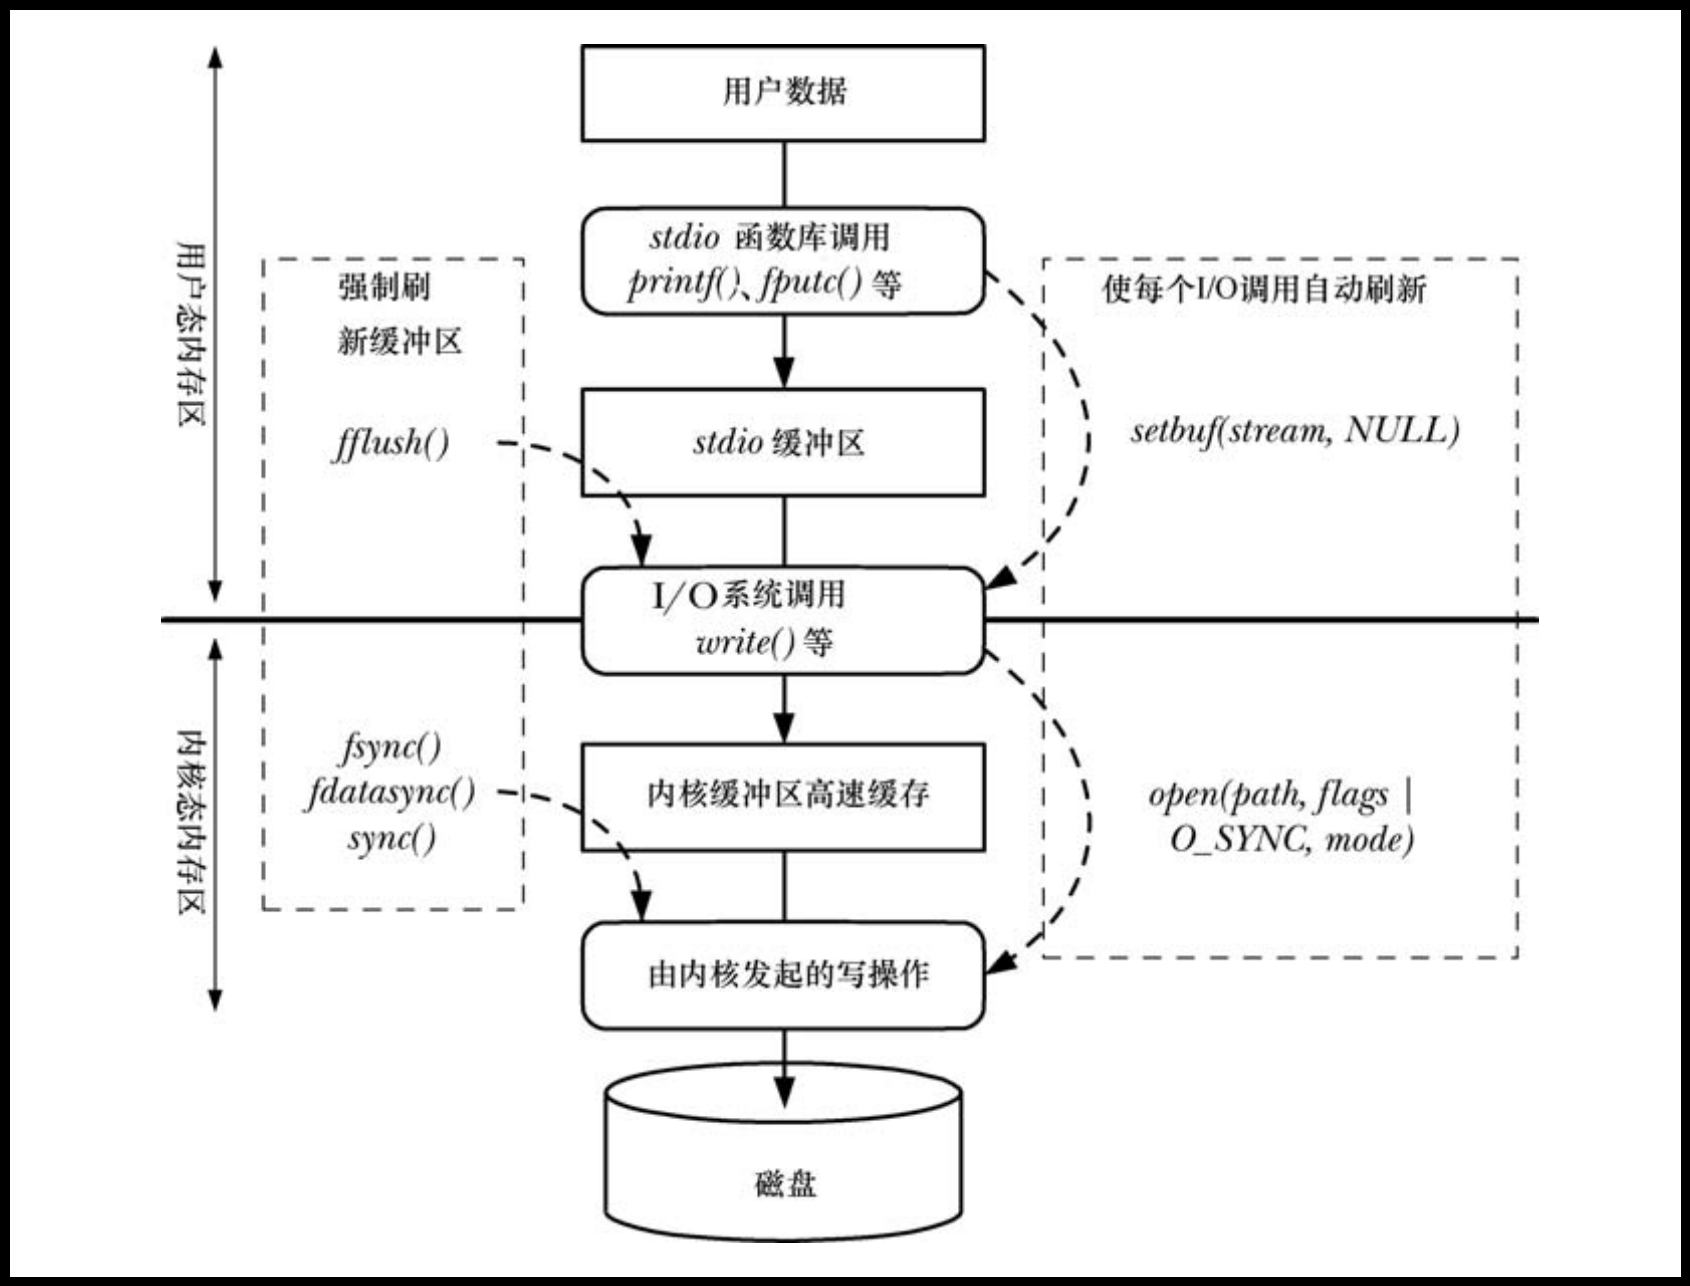 用户数据
stdio 函数库调用
printf()、fputc() 等
用户态内存区
强制刷
新缓冲区
使每个I/O调用自动刷新
fflush()
stdio 缓冲区
setbuf(stream, NULL)
I/O系统调用
write() 等
内核态内存区
fsync()
fdatasync()
sync()
内核缓冲区高速缓存
open(path, flags |
O_SYNC, mode)
由内核发起的写操作
磁盘